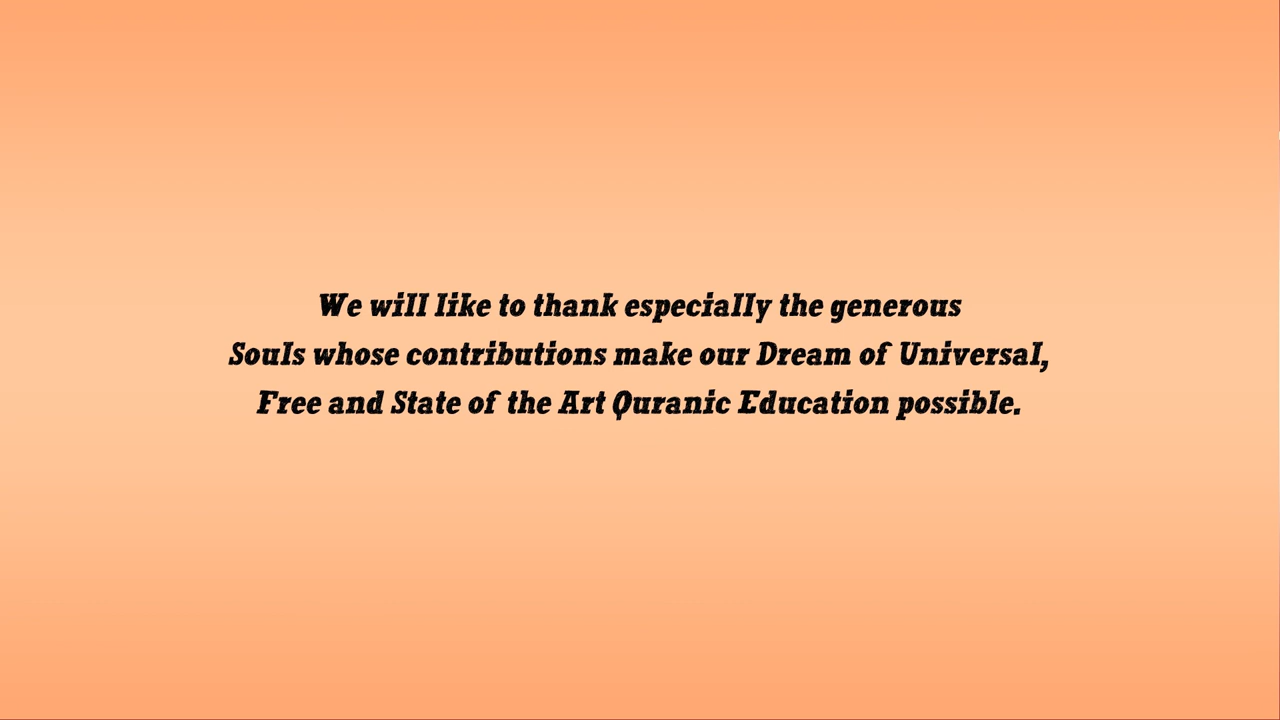 We will like to thank especially the generous
Souls whose contributions make our Dream of Universal,
Free and State of the Art Quranic Education possible.